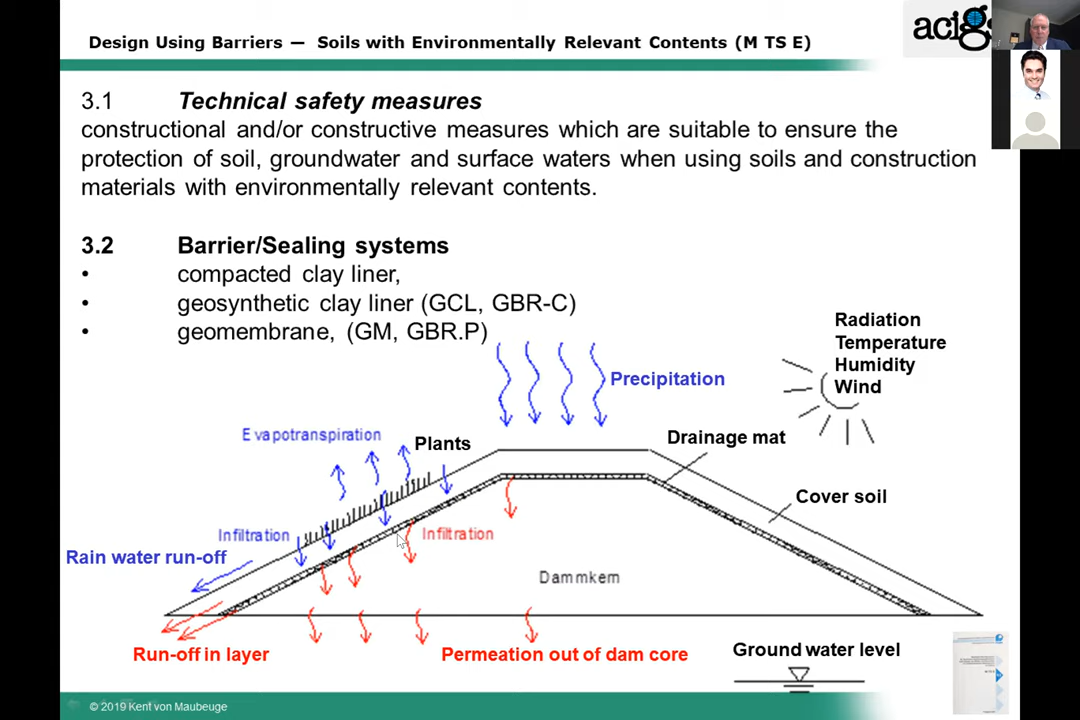 Design Using Barriers — Soils with Environmentally Relevant Contents (M TS E)
acigs
3.1 Technical safety measures
constructional and/or constructive measures which are suitable to ensure the
protection of soil, groundwater and surface waters when using soils and construction
materials with environmentally relevant contents.
3.2 Barrier/Sealing systems
• compacted clay liner,
• geosynthetic clay liner (GCL, GBR-C)
• geomembrane, (GM, GBR.P)
Radiation
Temperature
Humidity
Wind
Precipitation
Evapotranspiration
Plants
Drainage mat
Cover soil
Infiltration
Infiltration
Rain water run-off
Dammkern
Run-off in layer
Permeation out of dam core
Ground water level
© 2019 Kent von Maubeuge